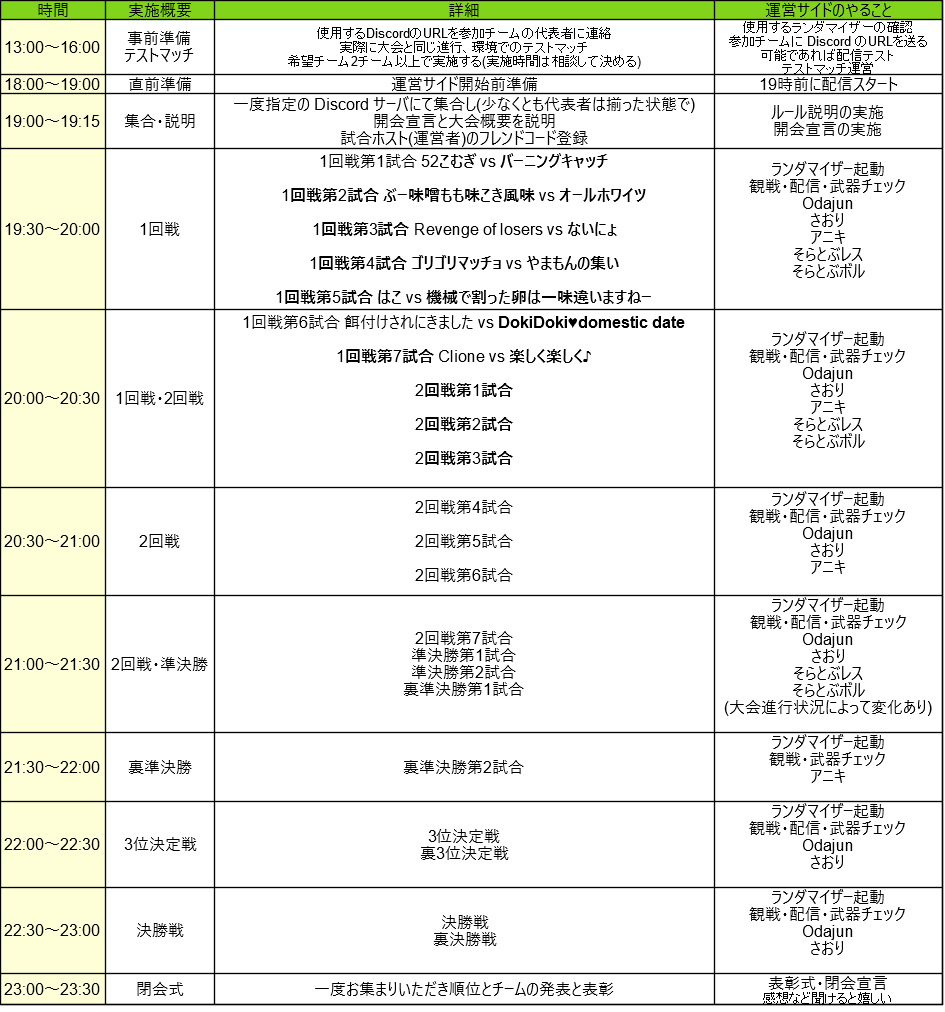 時間 実施概要 詳細 運営サイドのやること
13:00～16:00
事前準備
テストマッチ
使用するDiscordのURLを参加チームの代表者に連絡
実際に大会と同じ進行、環境でのテストマッチ
希望チーム2チーム以上で実施する(実施時間は相談して決める)
使用するランダマイザーの確認
参加チームに Discord のURLを送る
可能であれば配信テスト
テストマッチ運営
18:00～19:00 直前準備 運営サイド開始前準備 19時前に配信スタート
19:00～19:15 集合・説明
一度指定の Discord サーバにて集合し(少なくとも代表者は揃った状態で)
開会宣言と大会概要を説明
試合ホスト(運営者)のフレンドコード登録
ルール説明の実施
開会宣言の実施
19:30～20:00 1回戦
1回戦第1試合 52こむぎ vs バーニングキャッチ
1回戦第2試合 ぶー味噌もも味こき風味 vs オールホワイツ
1回戦第3試合 Revenge of losers vs ないにょ
1回戦第4試合 ゴリゴリマッチョ vs やまもんの集い
1回戦第5試合 はこ vs 機械で割った卵は一味違いますねー
ランダマイザー起動
観戦・配信・武器チェック
Odajun
さおり
アニキ
そらとぶレス
そらとぶボル
20:00～20:30 1回戦・2回戦
1回戦第6試合 餌付けされにきました vs DokiDoki♥domestic date
1回戦第7試合 Clione vs 楽しく楽しく♪
2回戦第1試合
2回戦第2試合
2回戦第3試合
ランダマイザー起動
観戦・配信・武器チェック
Odajun
さおり
アニキ
そらとぶレス
そらとぶボル
20:30～21:00 2回戦
2回戦第4試合
2回戦第5試合
2回戦第6試合
ランダマイザー起動
観戦・配信・武器チェック
Odajun
さおり
アニキ
21:00～21:30 2回戦・準決勝
2回戦第7試合
準決勝第1試合
準決勝第2試合
裏準決勝第1試合
ランダマイザー起動
観戦・配信・武器チェック
Odajun
さおり
そらとぶレス
そらとぶボル
(大会進行状況によって変化あり)
21:30～22:00 裏準決勝 裏準決勝第2試合
ランダマイザー起動
観戦・武器チェック
アニキ
22:00～22:30 3位決定戦
3位決定戦
裏3位決定戦
ランダマイザー起動
観戦・配信・武器チェック
Odajun
さおり
22:30～23:00 決勝戦
決勝戦
裏決勝戦
ランダマイザー起動
観戦・配信・武器チェック
Odajun
さおり
23:00～23:30 閉会式 一度お集まりいただき順位とチームの発表と表彰
表彰式・閉会宣言
感想など聞けると嬉しい